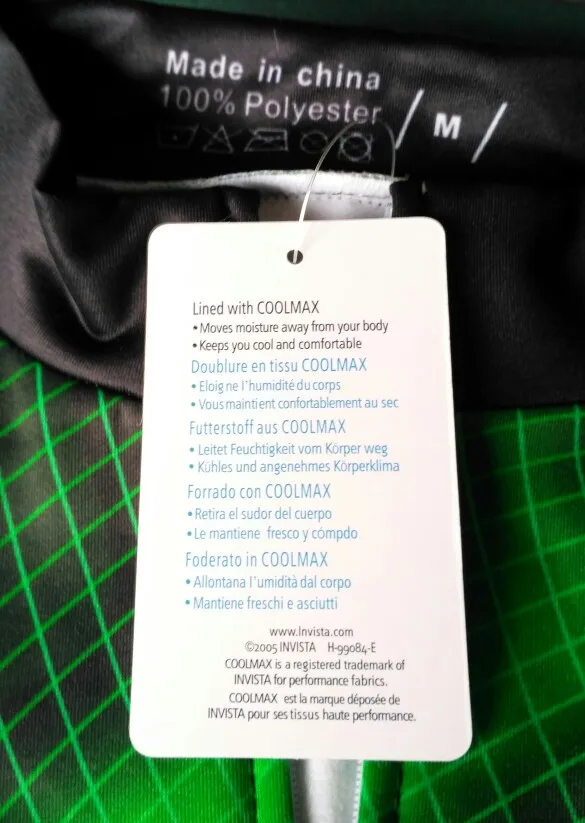 Made in china
100% Polyester / M /
Lined with COOLMAX
• Moves moisture away from your body
• Keeps you cool and comfortable
Doublure en tissu COOLMAX
• Eloig ne l'humidité du corps
• Vous maintient confortablement au sec
Futterstoff aus COOLMAX
• Leitet Feuchtigkeit vom Körper weg
• Kühles und angenehmes Körperklima
Forrado con COOLMAX
• Retira el sudor del cuerpo
• Le mantiene fresco y cómpdo
Foderato in COOLMAX
• Allontana l'umidità dal corpo
• Mantiene freschi e asciutti
www.Invista.com
©2005 INVISTA H-99084-E
COOLMAX is a registered trademark of
INVISTA for performance fabrics.
COOLMAX est la marque déposée de
INVISTA pour ses tissus haute performance.